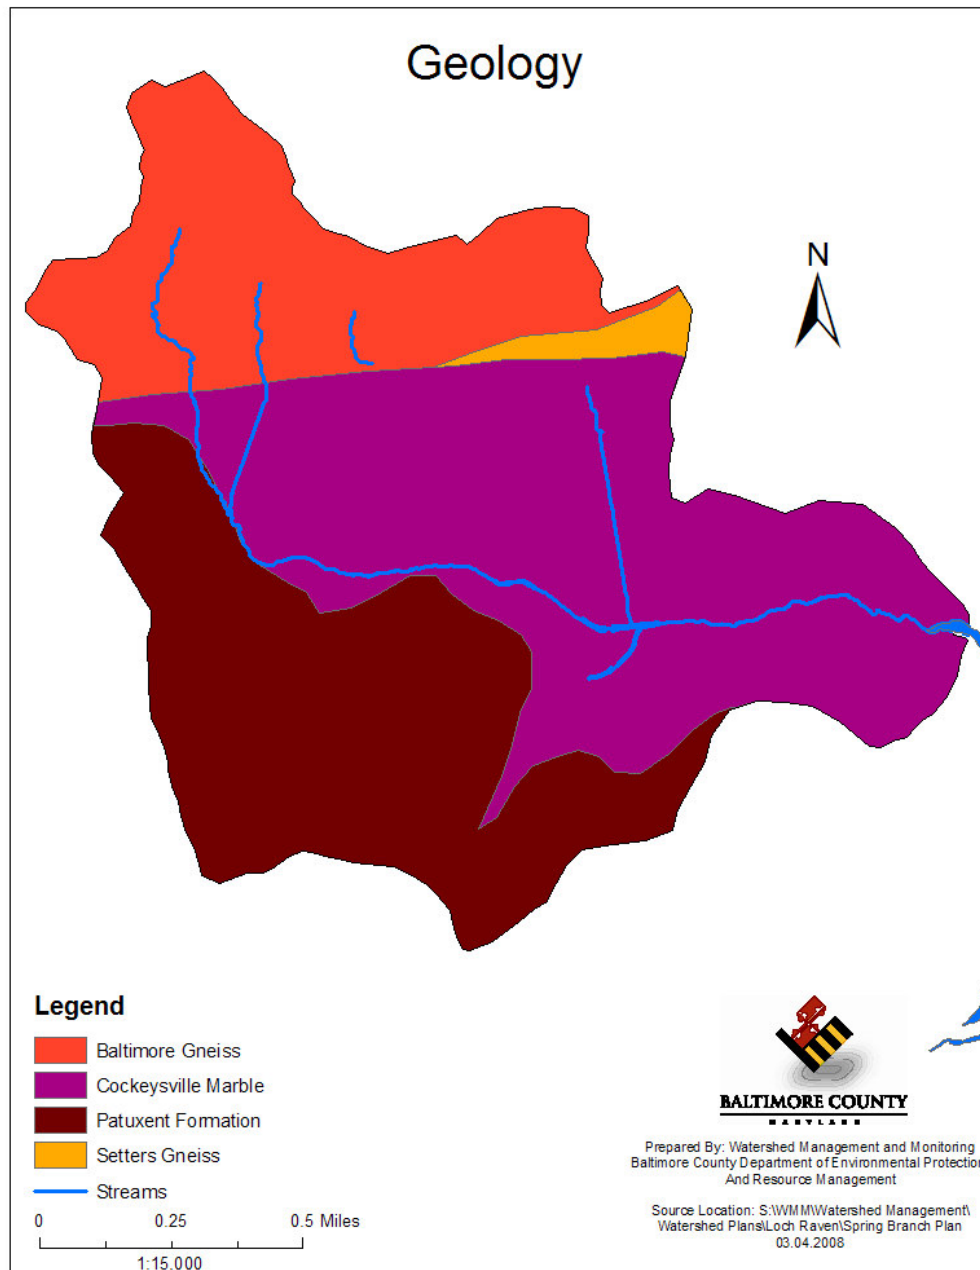 Geology
N
Legend
Baltimore Gneiss
Cockeysville Marble
Patuxent Formation
Setters Gneiss
Streams
0 0.25 0.5 Miles
1:15,000
BALTIMORE COUNTY
MARYLAND
Prepared By: Watershed Management and Monitoring
Baltimore County Department of Environmental Protection
And Resource Management
Source Location: S:\WMM\Watershed Management\
Watershed Plans\Loch Raven\Spring Branch Plan
03.04.2008